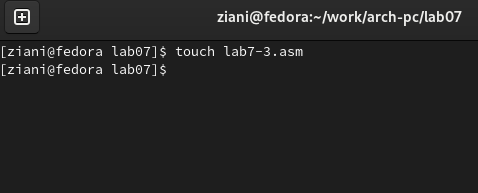 ziani@fedora:~/work/arch-pc/lab07
[ziani@fedora lab07]$ touch lab7-3.asm
[ziani@fedora lab07]$